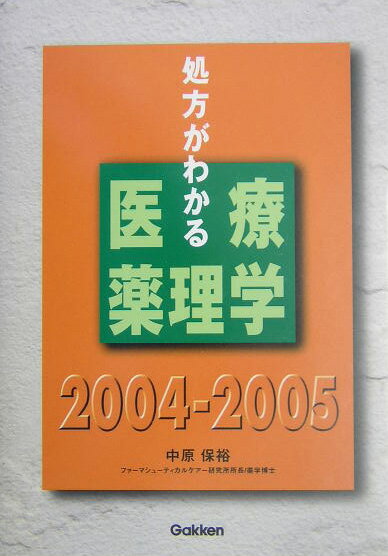 処方がわかる
医療
薬理学
2004-2005
中原 保裕
ファーマシューティカルケアー研究所所長/薬学博士
Gakken